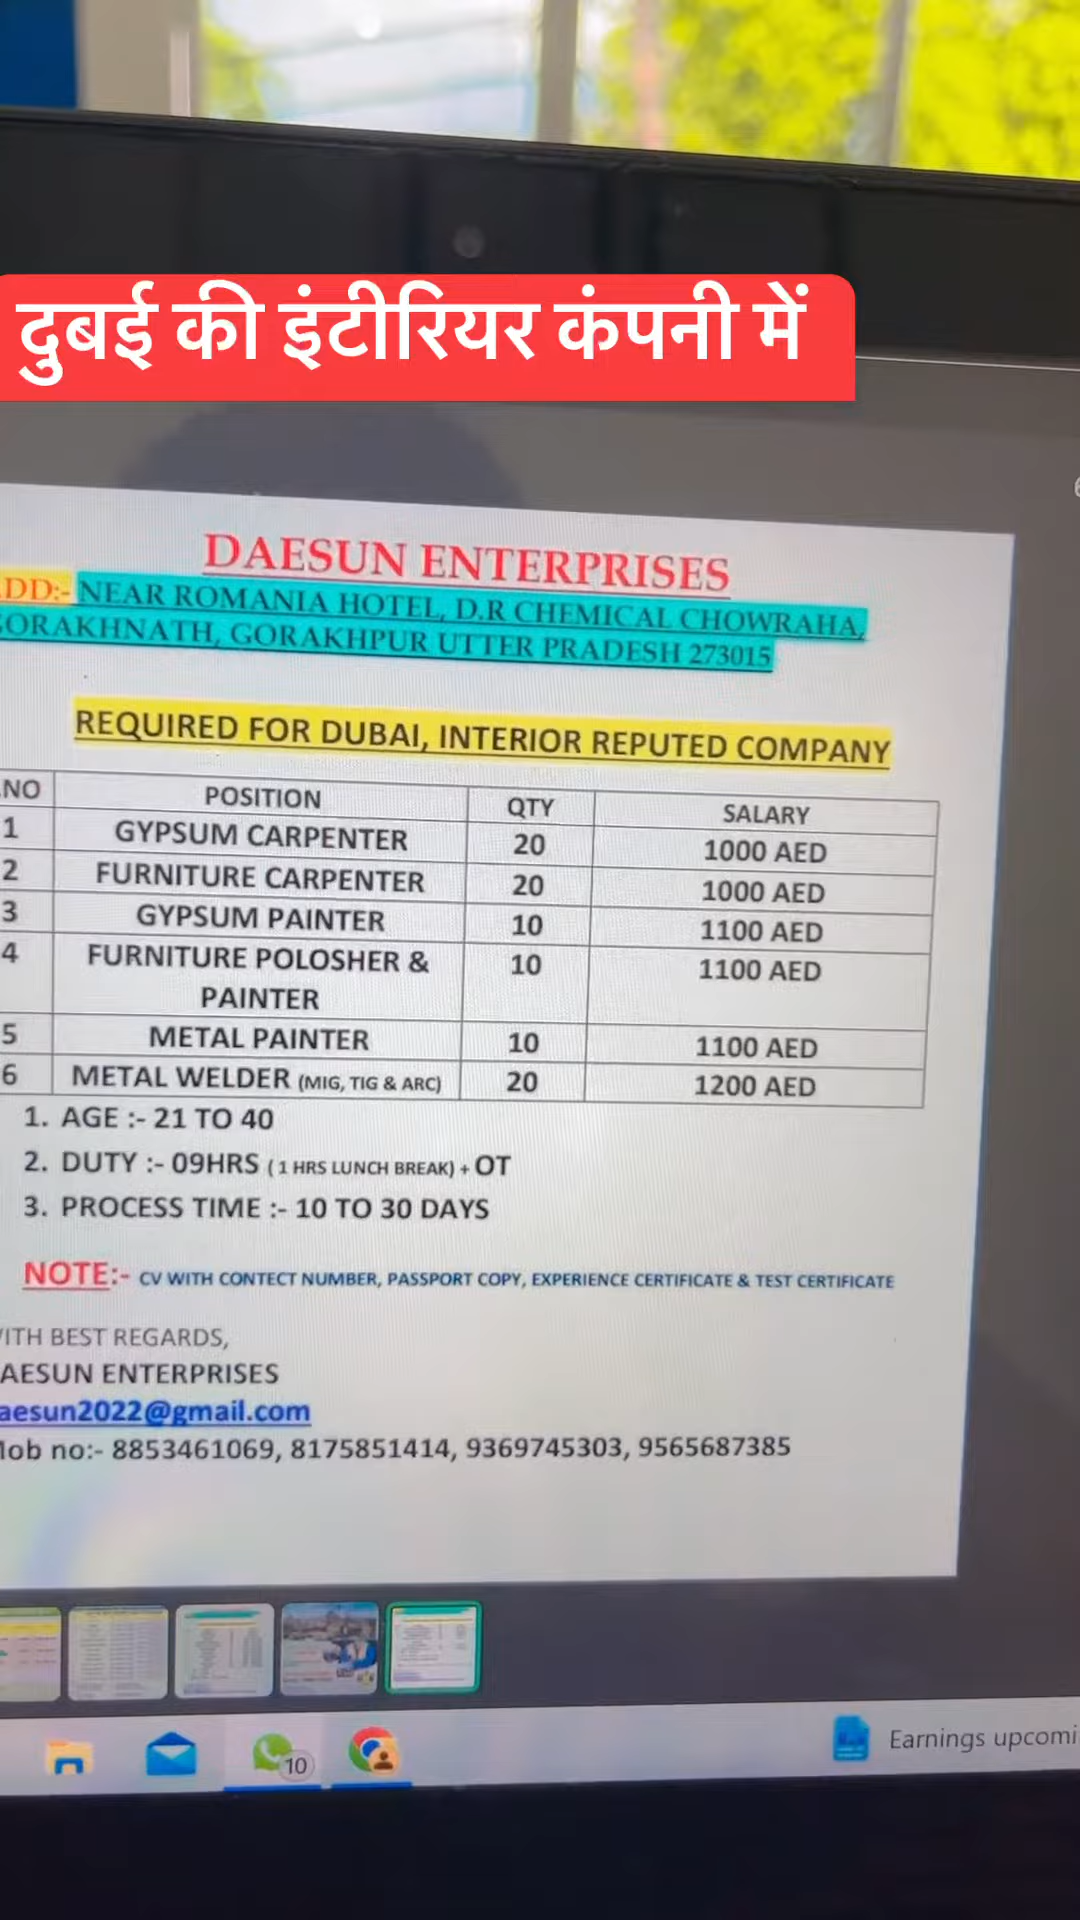 दुबई की इंटीरियर कंपनी में
DAESUN ENTERPRISES
DD:- NEAR ROMANIA HOTEL, D.R CHEMICAL CHOWRAHA,
GORAKHNATH, GORAKHPUR UTTER PRADESH 273015
REQUIRED FOR DUBAI, INTERIOR REPUTED COMPANY
.NO POSITION QTY SALARY
1 GYPSUM CARPENTER 20 1000 AED
2 FURNITURE CARPENTER 20 1000 AED
3 GYPSUM PAINTER 10 1100 AED
4 FURNITURE POLOSHER & 10 1100 AED
PAINTER
5 METAL PAINTER 10 1100 AED
6 METAL WELDER (MIG, TIG & ARC) 20 1200 AED
1. AGE :- 21 TO 40
2. DUTY :- 09HRS ( 1 HRS LUNCH BREAK) + OT
3. PROCESS TIME :- 10 TO 30 DAYS
NOTE:- CV WITH CONTECT NUMBER, PASSPORT COPY, EXPERIENCE CERTIFICATE & TEST CERTIFICATE
ITH BEST REGARDS,
AESUN ENTERPRISES
aesun2022@gmail.com
Mob no:- 8853461069, 8175851414, 9369745303, 9565687385
10
Earnings upcomi